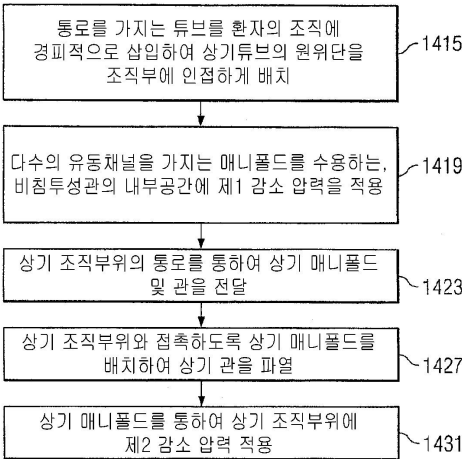 통로를 가지는 튜브를 환자의 조직에
경피적으로 삽입하여 상기튜브의 원위단을
조직부에 인접하게 배치
1415
다수의 유동채널을 가지는 매니폴드를 수용하는,
비침투성관의 내부공간에 제1 감소 압력을 적용
1419
상기 조직부위의 통로를 통하여 상기 매니폴드
및 관을 전달
1423
상기 조직부위와 접촉하도록 상기 매니폴드를
배치하여 상기 관을 파열
1427
상기 매니폴드를 통하여 상기 조직부위에
제2 감소 압력 적용
1431